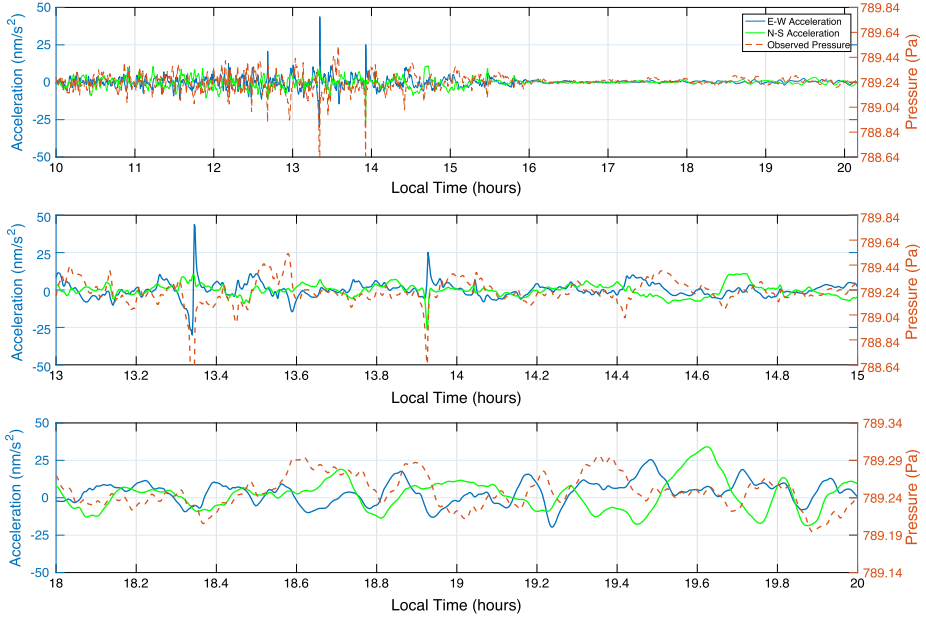 50
25
0
-25
-50
Acceleration (nm/s2)
789.84
789.64
789.44
789.24
789.04
788.84
788.64
Pressure (Pa)
E-W Acceleration
N-S Acceleration
Observed Pressure
10 11 12 13 14 15 16 17 18 19 20
Local Time (hours)
50
25
0
-25
-50
Acceleration (nm/s2)
789.84
789.64
789.44
789.24
789.04
788.84
788.64
Pressure (Pa)
13 13.2 13.4 13.6 13.8 14 14.2 14.4 14.6 14.8 15
Local Time (hours)
50
25
0
-25
-50
Acceleration (nm/s2)
789.34
789.29
789.24
789.19
789.14
Pressure (Pa)
18 18.2 18.4 18.6 18.8 19 19.2 19.4 19.6 19.8 20
Local Time (hours)